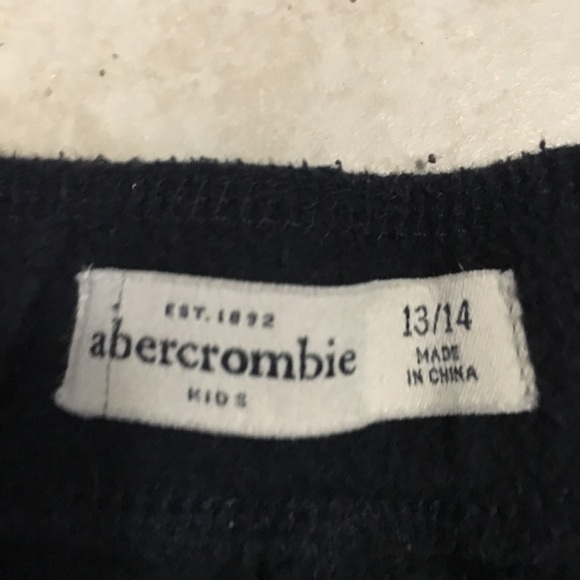 EST. 1892
abercrombie
KIDS
13/14
MADE
IN CHINA